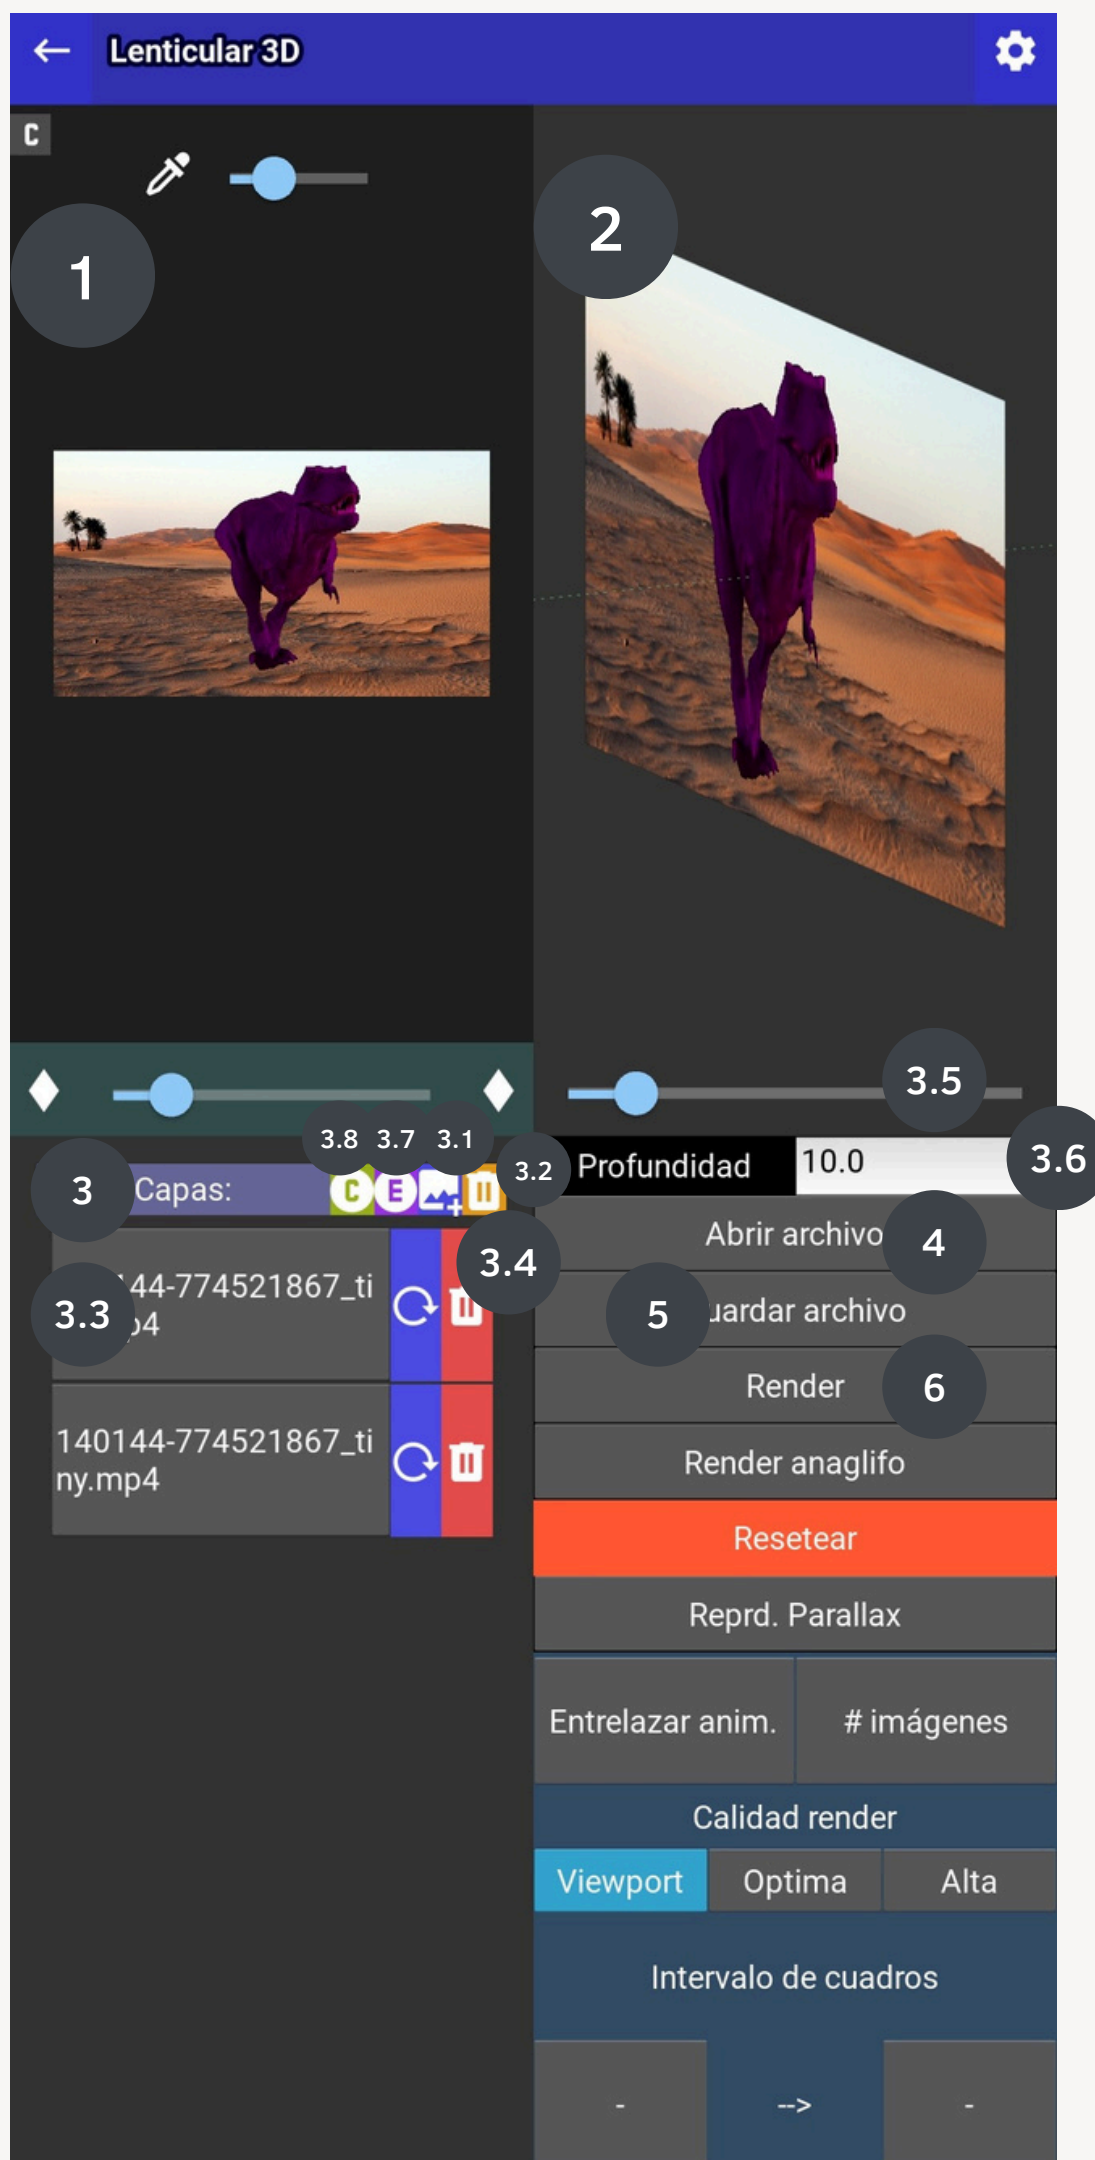 Lenticular 3D
C
1
2
3.5
3.8 3.7 3.1
3.2
Profundidad 10.0
3.6
3
Capas:
C E
Abrir archivo
4
3.4
44-774521867_ti
p4
3.3
5
uardar archivo
Render
6
140144-774521867_ti
ny.mp4
Render anaglifo
Resetear
Reprd. Parallax
Entrelazar anim.
# imágenes
Calidad render
Viewport Optima Alta
Intervalo de cuadros
- --> -